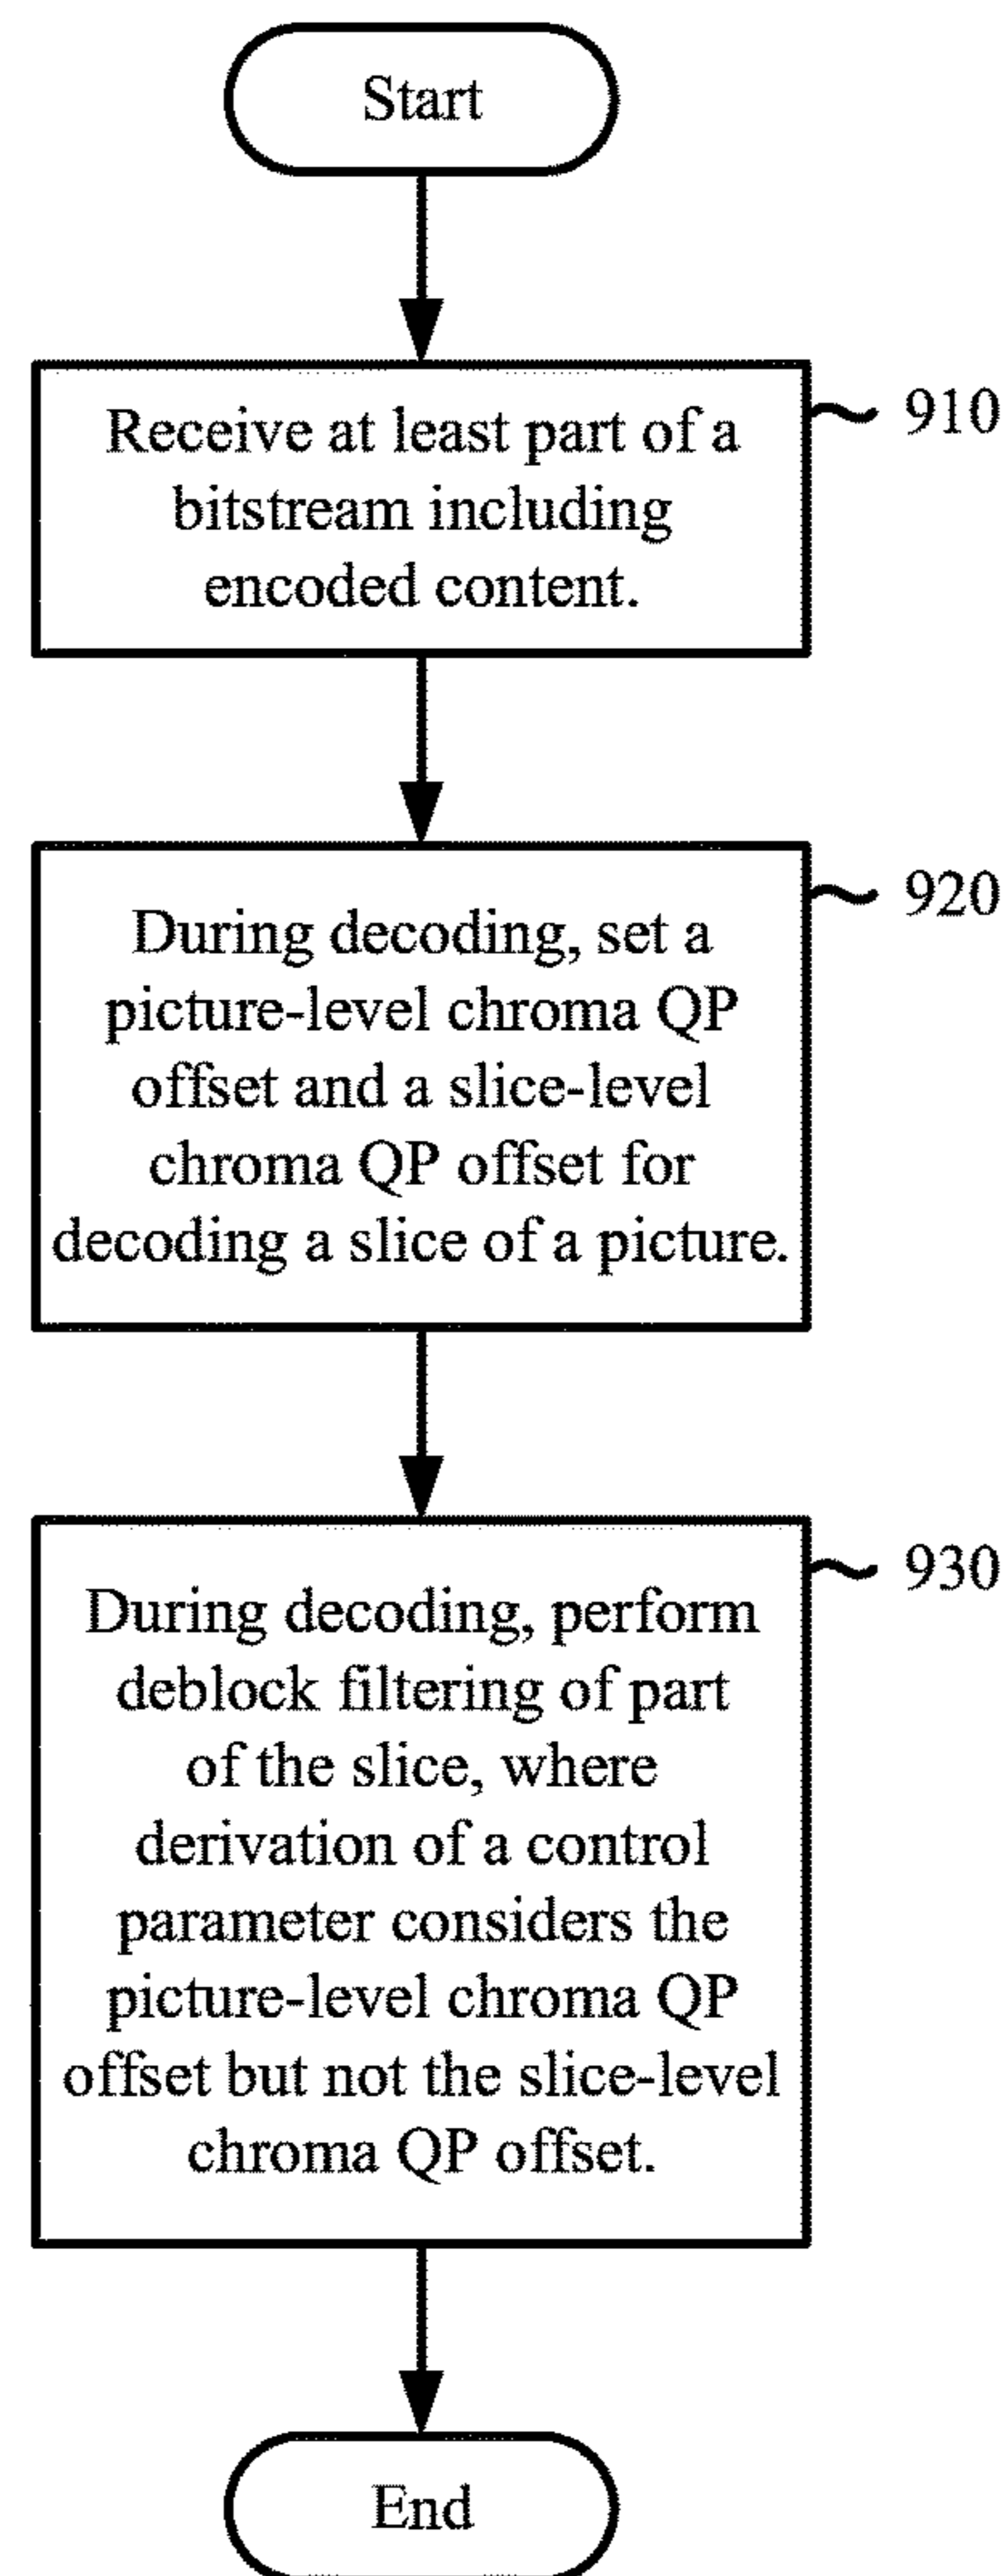 Start
Receive at least part of a
bitstream including
encoded content.
910
During decoding, set a
picture-level chroma QP
offset and a slice-level
chroma QP offset for
decoding a slice of a picture.
920
During decoding, perform
deblock filtering of part
of the slice, where
derivation of a control
parameter considers the
picture-level chroma QP
offset but not the slice-level
chroma QP offset.
930
End